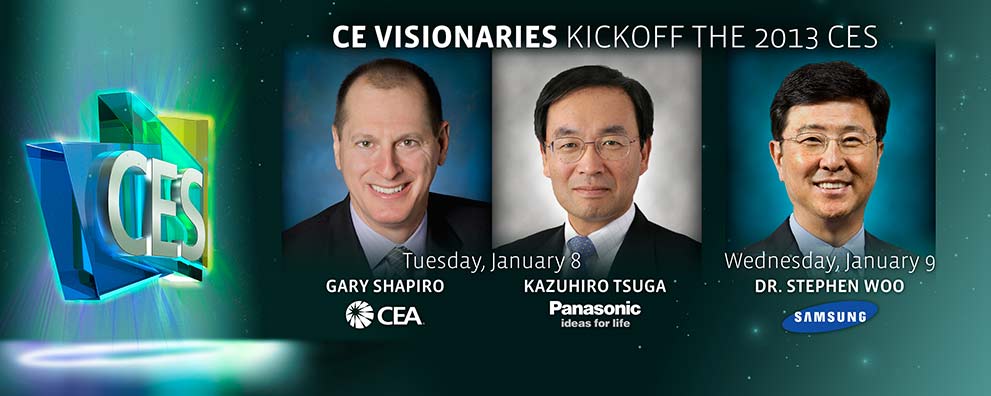 CE VISIONARIES KICKOFF THE 2013 CES
CES
Tuesday, January 8
GARY SHAPIRO
CEA
KAZUHIRO TSUGA
Panasonic
ideas for life
Wednesday, January 9
DR. STEPHEN WOO
SAMSUNG